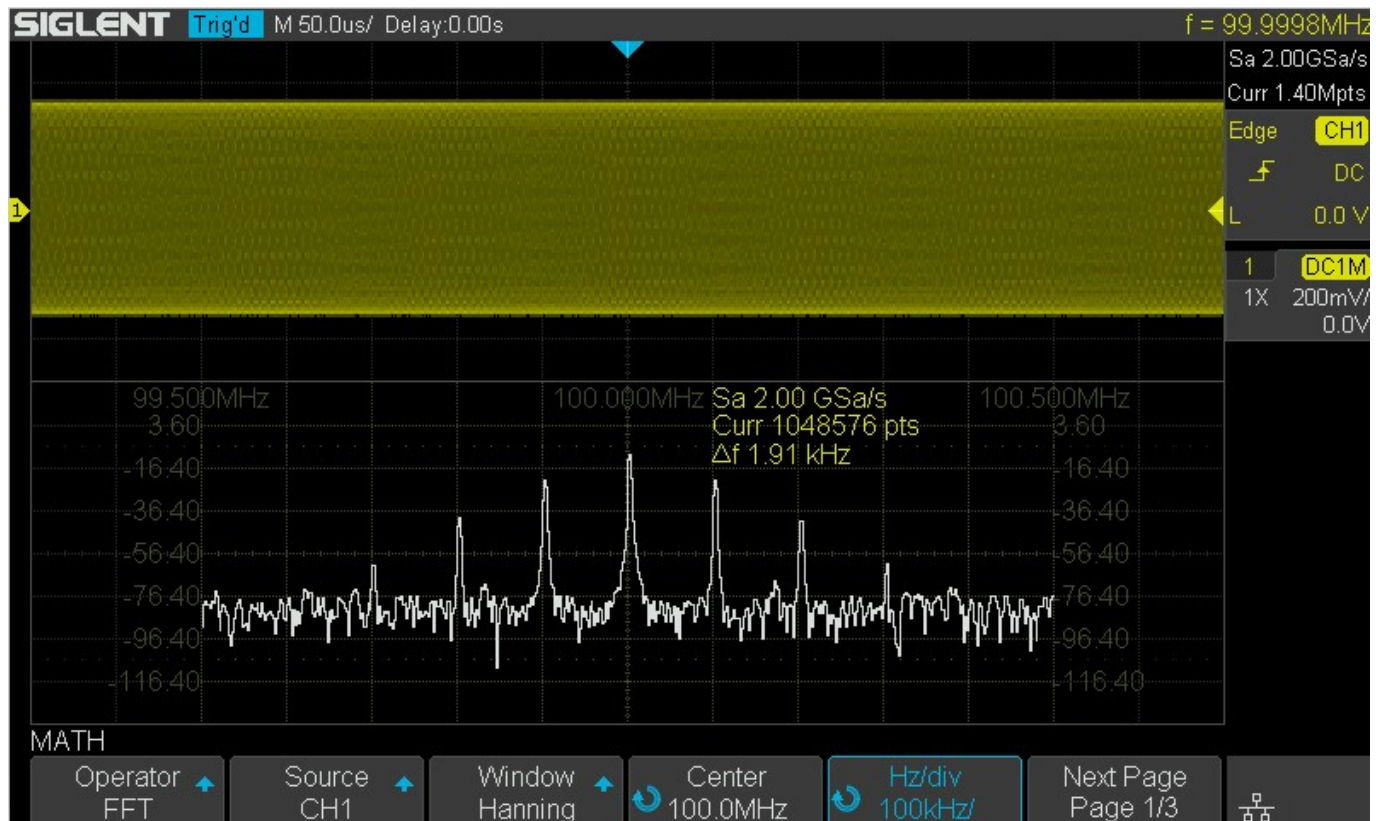 SIGLENT Trig'd M 50.0us/ Delay:0.00s f = 99.9998MHz
Sa 2.00GSa/s
Curr 1.40Mpts
Edge CH1
DC
L 0.0 V
1
1 DC1M
1X 200mV/
0.0V
99.500MHz 100.000MHz Sa 2.00 GSa/s 100.500MHz
3.60 Curr 1048576 pts 3.60
Δf 1.91 kHz
-16.40 -16.40
-36.40 -36.40
-56.40 -56.40
-76.40 -76.40
-96.40 -96.40
-116.40 -116.40
MATH
Operator Source Window Center Hz/div Next Page
FFT CH1 Hanning 100.0MHz 100kHz/ Page 1/3